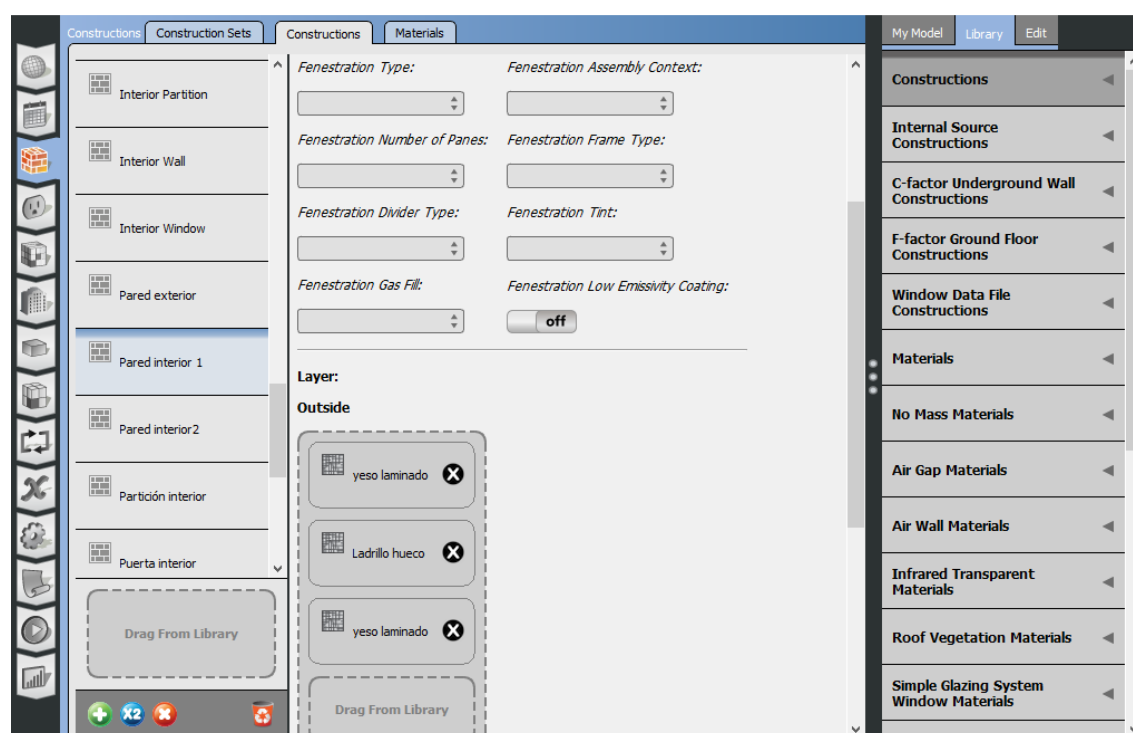 Constructions
Construction Sets
Constructions
Materials
My Model
Library
Edit
Interior Partition
Interior Wall
Interior Window
Pared exterior
Pared interior 1
Pared interior2
Partición interior
Puerta interior
Drag From Library
X2
Fenestration Type:
Fenestration Assembly Context:
Fenestration Number of Panes:
Fenestration Frame Type:
Fenestration Divider Type:
Fenestration Tint:
Fenestration Gas Fill:
Fenestration Low Emissivity Coating:
off
Layer:
Outside
yeso laminado
Ladrillo hueco
yeso laminado
Drag From Library
Constructions
Internal Source
Constructions
C-factor Underground Wall
Constructions
F-factor Ground Floor
Constructions
Window Data File
Constructions
Materials
No Mass Materials
Air Gap Materials
Air Wall Materials
Infrared Transparent
Materials
Roof Vegetation Materials
Simple Glazing System
Window Materials